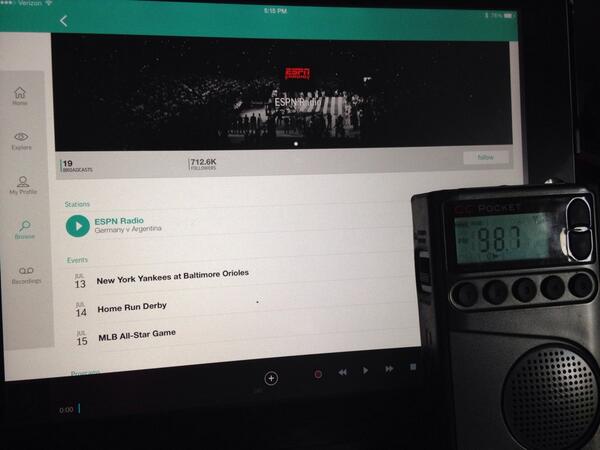 Verizon
5:15 PM
76%
ESPN
ESPN Radio
19
BROADCASTS
712.6K
FOLLOWERS
follow
Home
Explore
My Profile
Browse
Recordings
Stations
ESPN Radio
Germany v Argentina
Events
JUL
13
New York Yankees at Baltimore Orioles
JUL
14
Home Run Derby
JUL
15
MLB All-Star Game
Programs
0:00
CC POCKET
FM
98.7